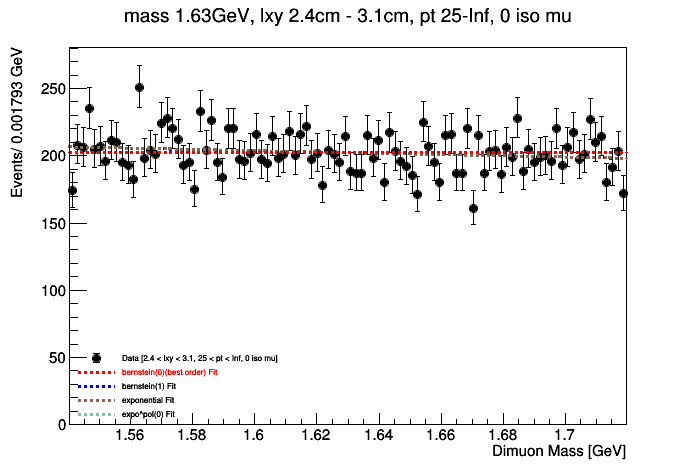 mass 1.63GeV, lxy 2.4cm - 3.1cm, pt 25-Inf, 0 iso mu
Events/ 0.001793 GeV
250
200
150
100
50
0
Data [2.4 < lxy < 3.1, 25 < pt < Inf, 0 iso mu]
bernstein(0)(best order) Fit
bernstein(1) Fit
exponential Fit
expo*pol(0) Fit
1.56 1.58 1.6 1.62 1.64 1.66 1.68 1.7
Dimuon Mass [GeV]